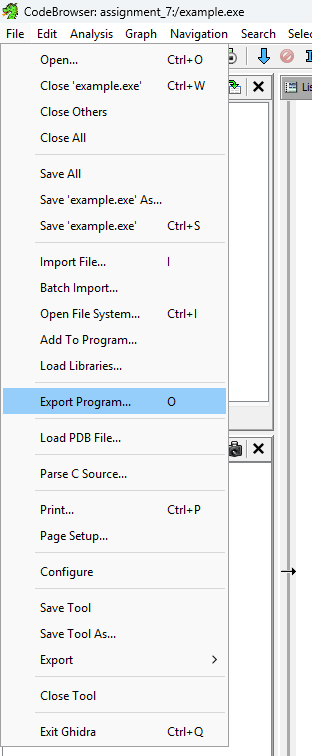 CodeBrowser: assignment_7:/example.exe
File Edit Analysis Graph Navigation Search Selec
Open... Ctrl+O
Close 'example.exe' Ctrl+W
Close Others
Close All
Save All
Save 'example.exe' As...
Save 'example.exe' Ctrl+S
Import File... I
Batch Import...
Open File System... Ctrl+I
Add To Program...
Load Libraries...
Export Program... O
Load PDB File...
Parse C Source...
Print... Ctrl+P
Page Setup...
Configure
Save Tool
Save Tool As...
Export
Close Tool
Exit Ghidra Ctrl+Q
Lis